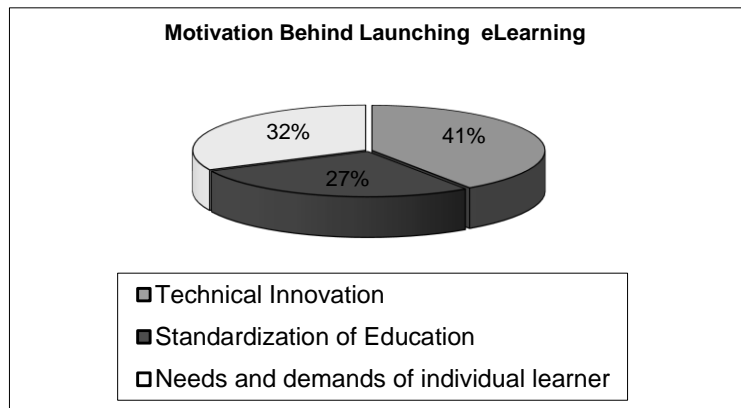 Motivation Behind Launching eLearning
32%
41%
27%
Technical Innovation
Standardization of Education
Needs and demands of individual learner